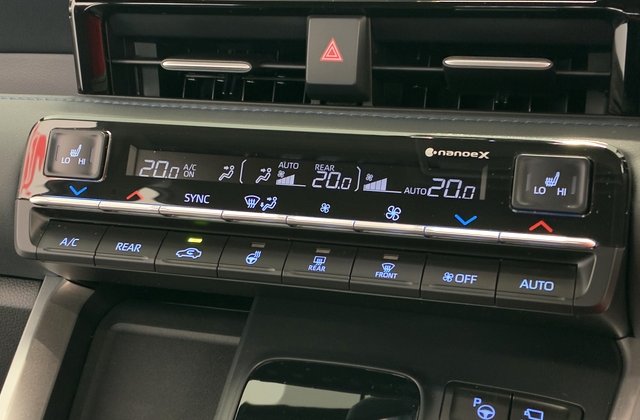 nanoeX
LO HI
20.0 A/C ON AUTO REAR 20.0 AUTO 20.0
LO HI
SYNC
A/C REAR REAR FRONT OFF AUTO
P